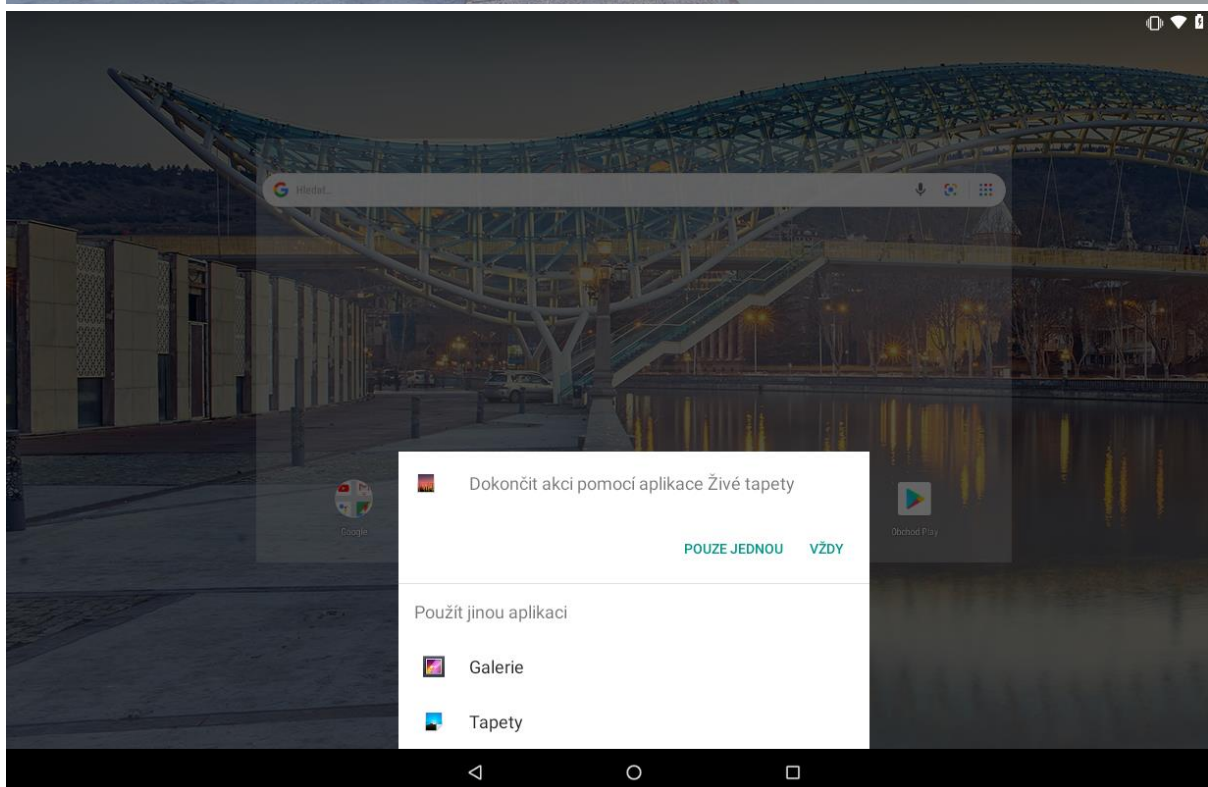 Hledat...
Dokončit akci pomocí aplikace Živé tapety
Google
Obchod Play
POUZE JEDNOU VŽDY
Použít jinou aplikaci
Galerie
Tapety